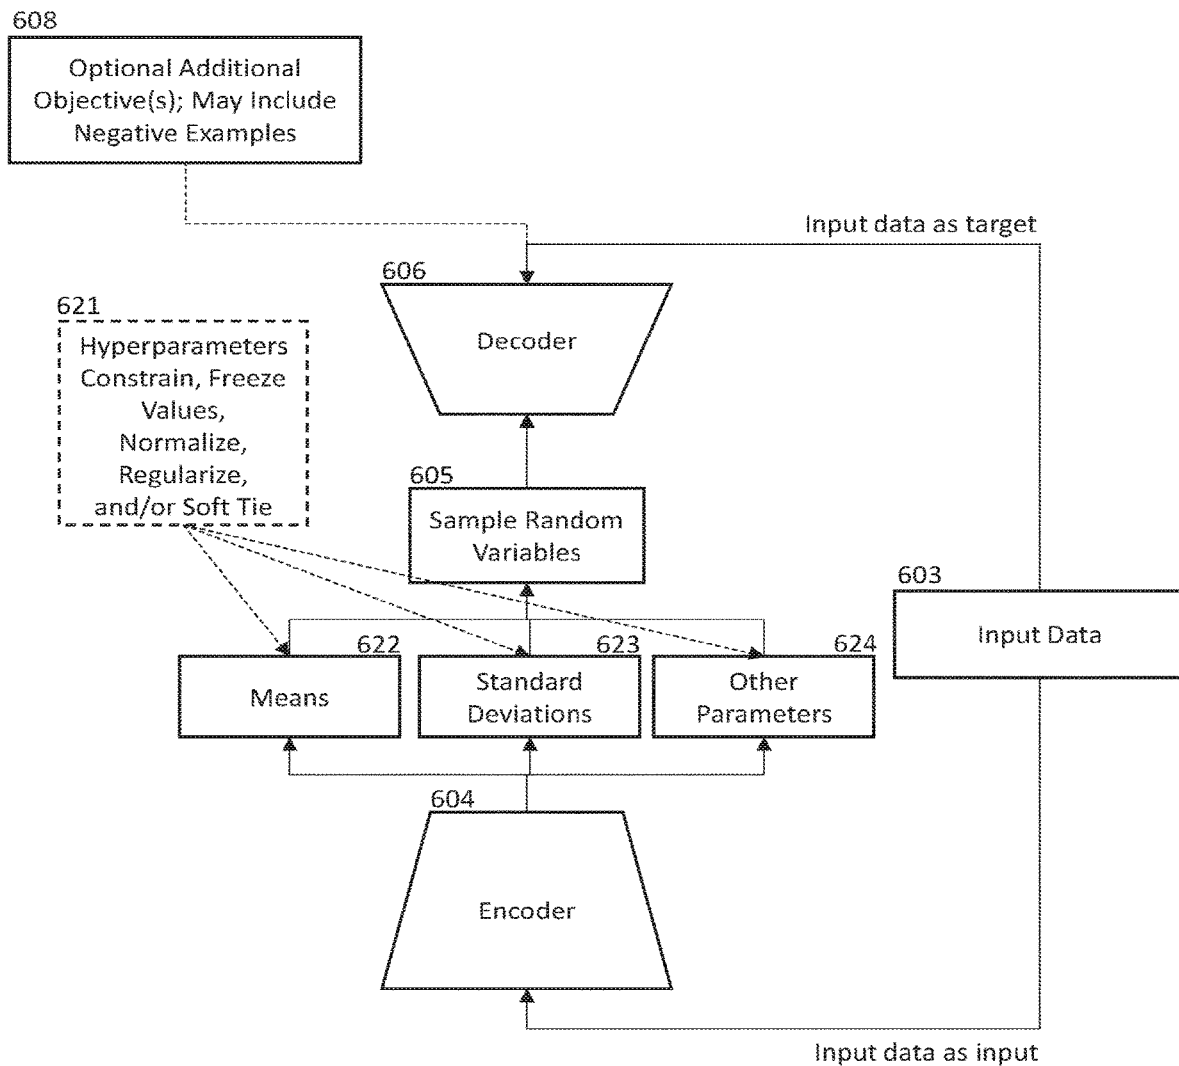 608
Optional Additional
Objective(s); May Include
Negative Examples
Input data as target
606
Decoder
621
Hyperparameters
Constrain, Freeze
Values,
Normalize,
Regularize,
and/or Soft Tie
605
Sample Random
Variables
603
Input Data
622
Means
623
Standard
Deviations
624
Other
Parameters
604
Encoder
Input data as input